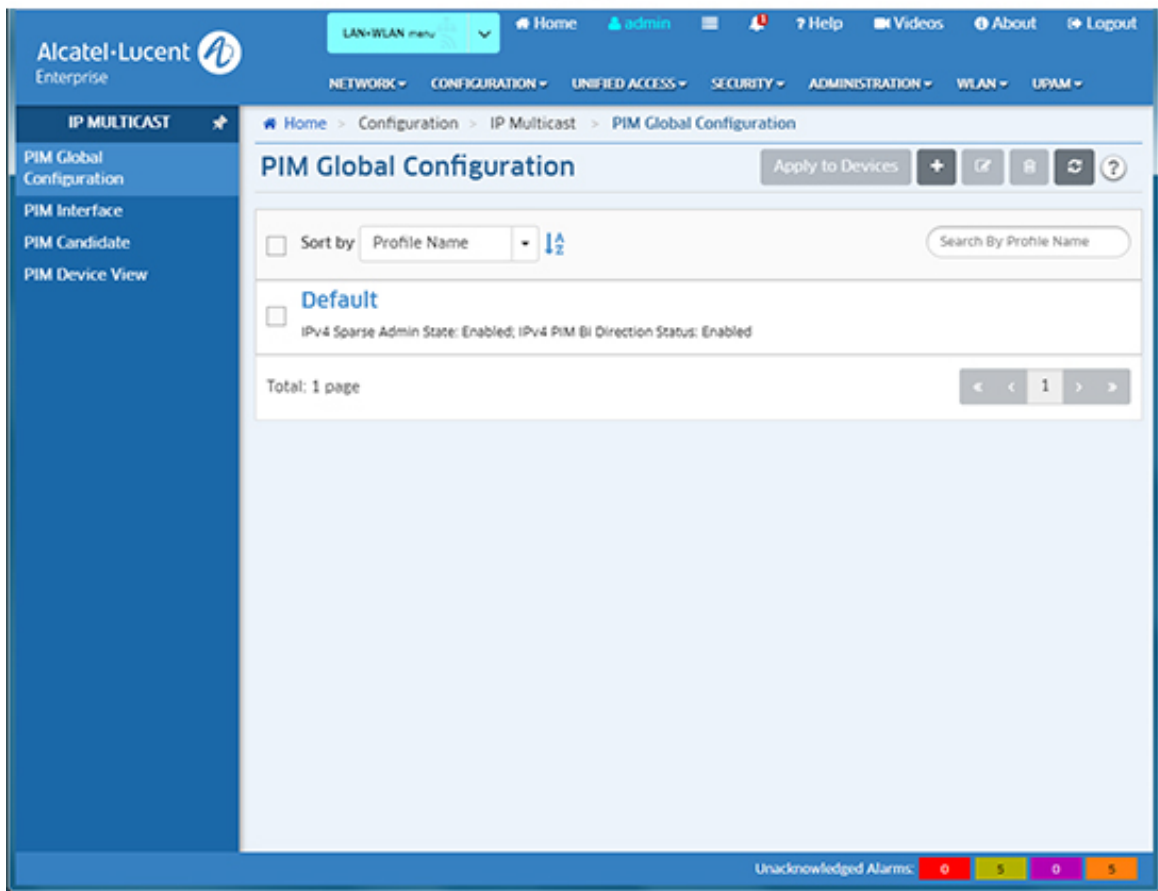 Alcatel·Lucent
Enterprise
LAN+WLAN menu
Home admin 1 ? Help Videos About Logout
NETWORK CONFIGURATION UNIFIED ACCESS SECURITY ADMINISTRATION WLAN UPAM
IP MULTICAST
PIM Global
Configuration
PIM Interface
PIM Candidate
PIM Device View
Home > Configuration > IP Multicast > PIM Global Configuration
PIM Global Configuration
Apply to Devices + ?
Sort by Profile Name A Z
Search By Profile Name
Default
IPv4 Sparse Admin State: Enabled; IPv4 PIM Bi Direction Status: Enabled
Total: 1 page
« ‹ 1 › »
Unacknowledged Alarms: 0 5 0 5